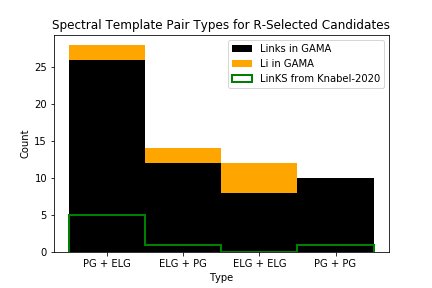 Spectral Template Pair Types for R-Selected Candidates
Links in GAMA
Li in GAMA
LinKS from Knabel-2020
Count
25
20
15
10
5
0
PG + ELG
ELG + PG
ELG + ELG
PG + PG
Type